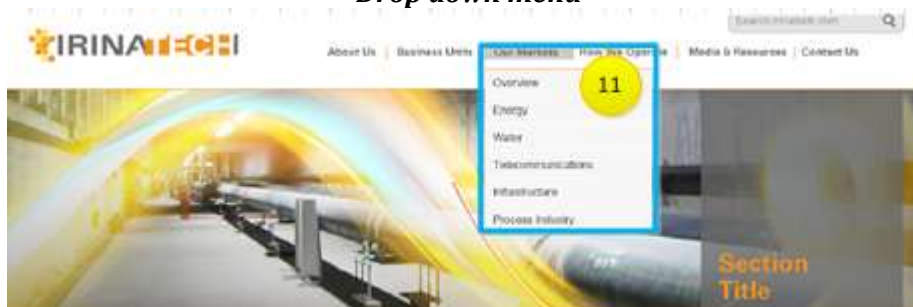 Drop down menu
Search irinatech.com
IRINATECH
About Us | Business Units Our Markets How We Operate | Media & Resources | Contact Us
Overview
11
Energy
Water
Telecommunications
Infrastructure
Process Industry
Section
Title